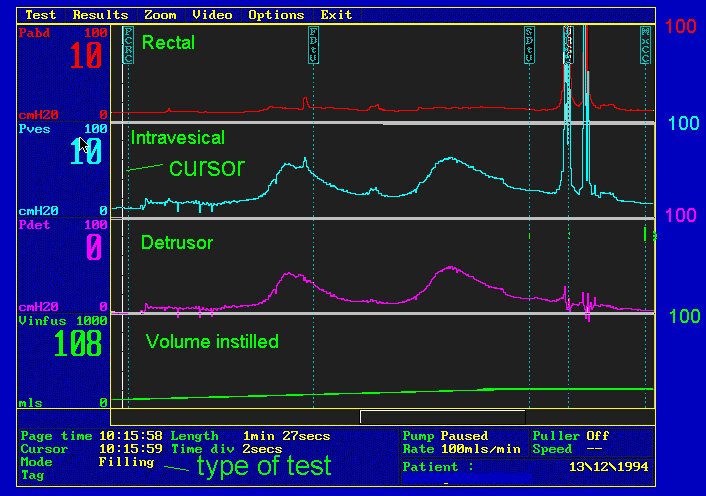 Test Results Zoom Video Options Exit
Pabd 100
10
cmH2O 0
Rectal
FDtV
SDtV
MxCC
100
Pves 100
10
cmH2O 0
Intravesical
cursor
100
Pdet 100
0
cmH2O 0
Detrusor
100
Vinfus 1000
108
mls 0
Volume instilled
100
Page time 10:15:58 Length 1min 27secs
Cursor 10:15:59 Time div 2secs
Mode Filling
Tag
type of test
Pump Paused
Rate 100mls/min
Puller Off
Speed --
Patient :
13\12\1994